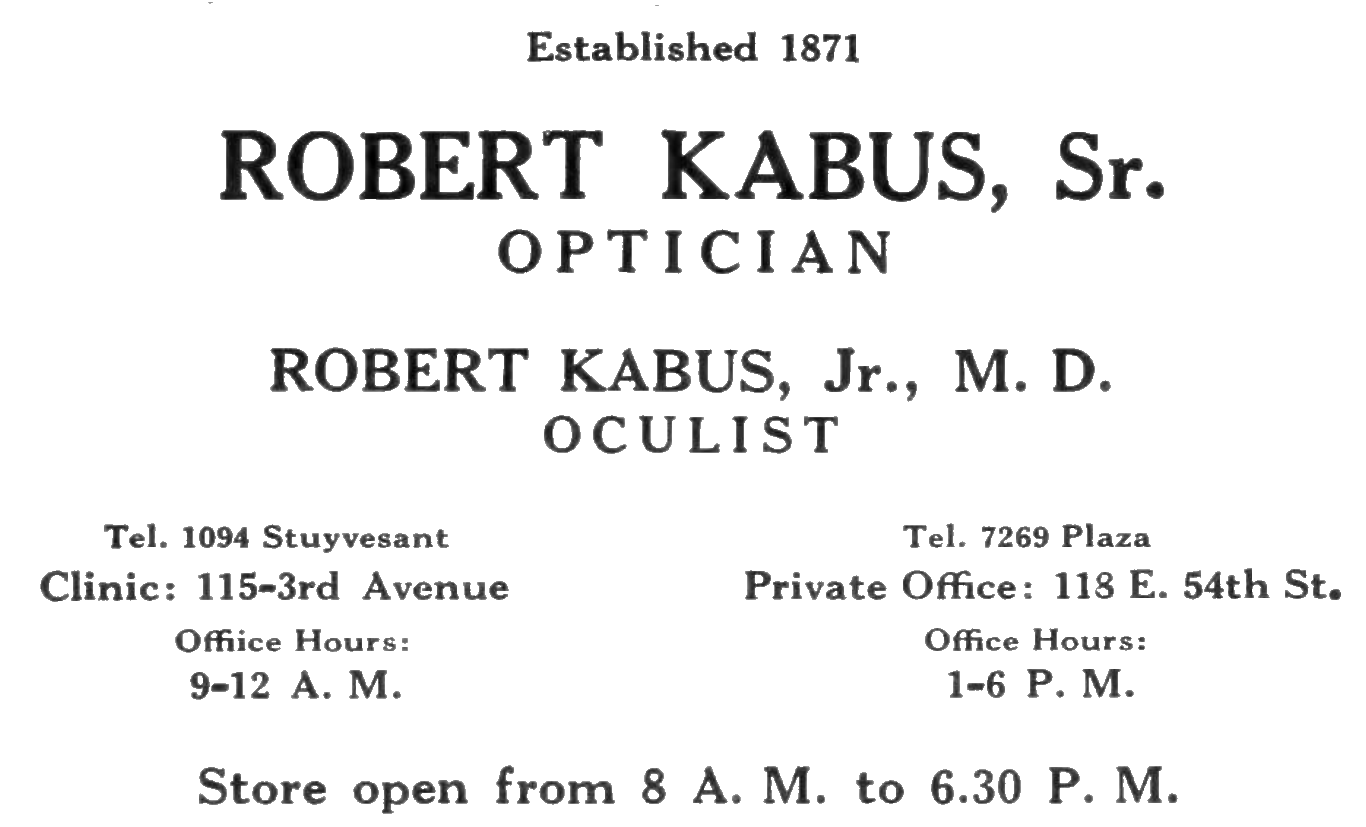 Established 1871
ROBERT KABUS, Sr.
OPTICIAN
ROBERT KABUS, Jr., M. D.
OCULIST
Tel. 1094 Stuyvesant
Clinic: 115-3rd Avenue
Offiice Hours:
9-12 A. M.
Tel. 7269 Plaza
Private Office: 118 E. 54th St.
Office Hours:
1-6 P. M.
Store open from 8 A. M. to 6.30 P. M.